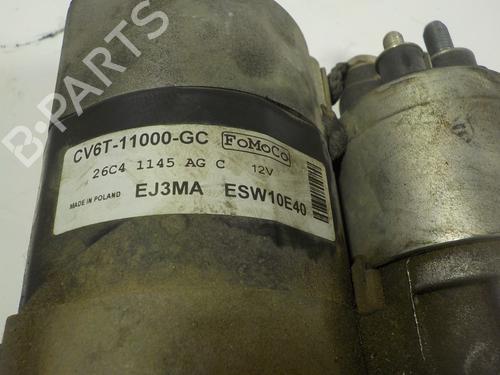 CV6T-11000-GC FoMoCo
26C4 1145 AG C 12V
MADE IN POLAND EJ3MA ESW10E40
B-PARTS